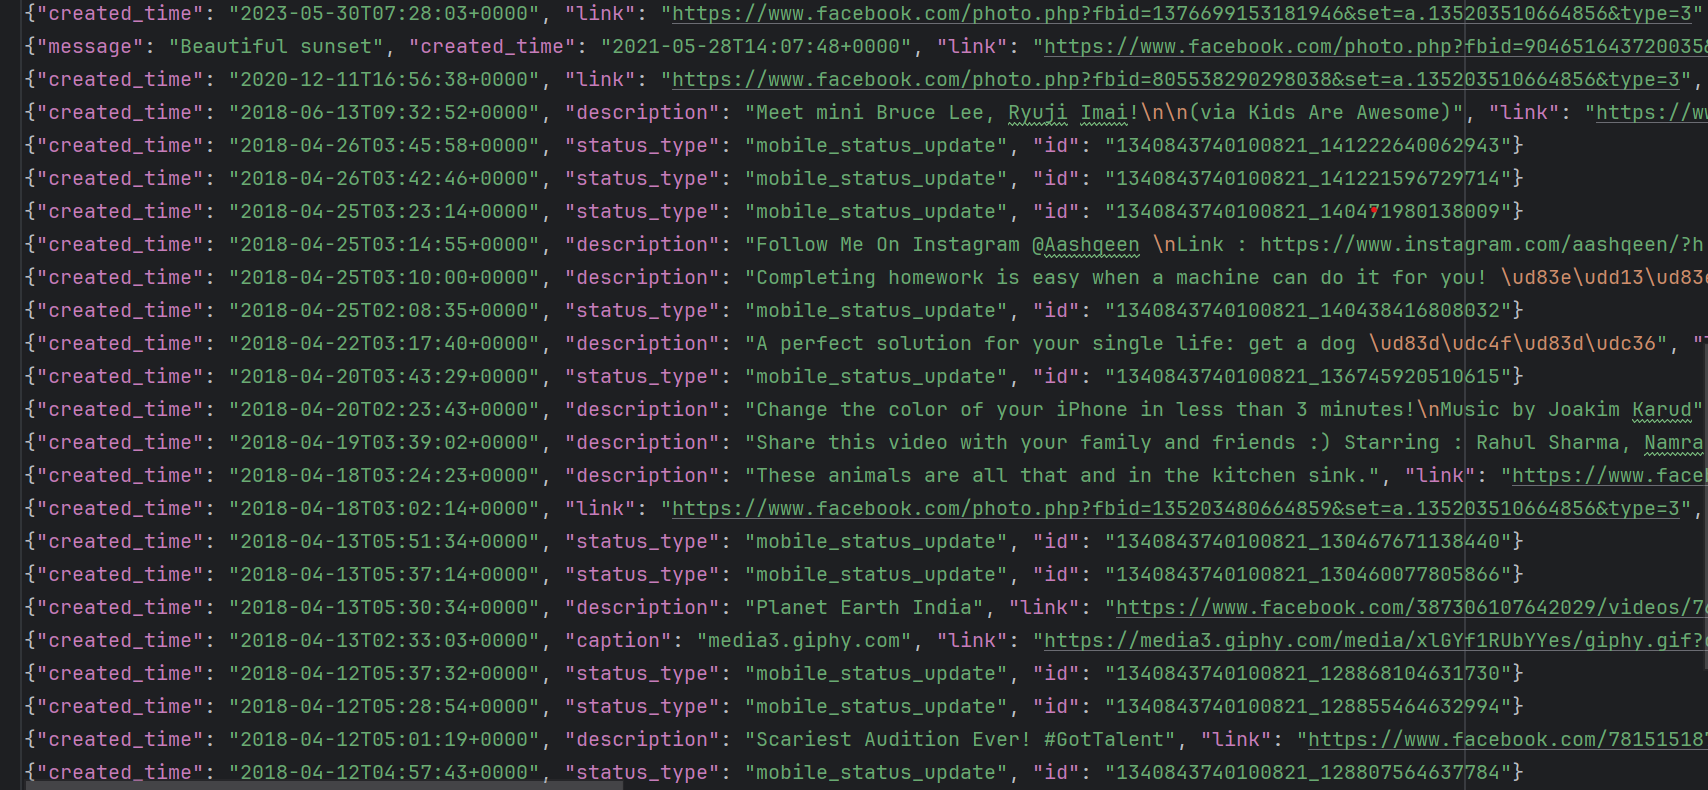 {"created_time": "2023-05-30T07:28:03+0000", "link": "https://www.facebook.com/photo.php?fbid=1376699153181946&set=a.135203510664856&type=3"
{"message": "Beautiful sunset", "created_time": "2021-05-28T14:07:48+0000", "link": "https://www.facebook.com/photo.php?fbid=904651643720035&
{"created_time": "2020-12-11T16:56:38+0000", "link": "https://www.facebook.com/photo.php?fbid=805538290298038&set=a.135203510664856&type=3",
{"created_time": "2018-06-13T09:32:52+0000", "description": "Meet mini Bruce Lee, Ryuji Imai!\n\n(via Kids Are Awesome)", "link": "https://ww
{"created_time": "2018-04-26T03:45:58+0000", "status_type": "mobile_status_update", "id": "1340843740100821_141222640062943"}
{"created_time": "2018-04-26T03:42:46+0000", "status_type": "mobile_status_update", "id": "1340843740100821_141221596729714"}
{"created_time": "2018-04-25T03:23:14+0000", "status_type": "mobile_status_update", "id": "1340843740100821_140471980138009"}
{"created_time": "2018-04-25T03:14:55+0000", "description": "Follow Me On Instagram @Aashqeen \nLink : https://www.instagram.com/aashqeen/?h
{"created_time": "2018-04-25T03:10:00+0000", "description": "Completing homework is easy when a machine can do it for you! \ud83e\udd13\ud83e
{"created_time": "2018-04-25T02:08:35+0000", "status_type": "mobile_status_update", "id": "1340843740100821_140438416808032"}
{"created_time": "2018-04-22T03:17:40+0000", "description": "A perfect solution for your single life: get a dog \ud83d\udc4f\ud83d\udc36", "l
{"created_time": "2018-04-20T03:43:29+0000", "status_type": "mobile_status_update", "id": "1340843740100821_136745920510615"}
{"created_time": "2018-04-20T02:23:43+0000", "description": "Change the color of your iPhone in less than 3 minutes!\nMusic by Joakim Karud"
{"created_time": "2018-04-19T03:39:02+0000", "description": "Share this video with your family and friends :) Starring : Rahul Sharma, Namra
{"created_time": "2018-04-18T03:24:23+0000", "description": "These animals are all that and in the kitchen sink.", "link": "https://www.faceb
{"created_time": "2018-04-18T03:02:14+0000", "link": "https://www.facebook.com/photo.php?fbid=135203480664859&set=a.135203510664856&type=3",
{"created_time": "2018-04-13T05:51:34+0000", "status_type": "mobile_status_update", "id": "1340843740100821_130467671138440"}
{"created_time": "2018-04-13T05:37:14+0000", "status_type": "mobile_status_update", "id": "1340843740100821_130460077805866"}
{"created_time": "2018-04-13T05:30:34+0000", "description": "Planet Earth India", "link": "https://www.facebook.com/387306107642029/videos/76
{"created_time": "2018-04-13T02:33:03+0000", "caption": "media3.giphy.com", "link": "https://media3.giphy.com/media/xlGYf1RUbYYes/giphy.gif?c
{"created_time": "2018-04-12T05:37:32+0000", "status_type": "mobile_status_update", "id": "1340843740100821_128868104631730"}
{"created_time": "2018-04-12T05:28:54+0000", "status_type": "mobile_status_update", "id": "1340843740100821_128855464632994"}
{"created_time": "2018-04-12T05:01:19+0000", "description": "Scariest Audition Ever! #GotTalent", "link": "https://www.facebook.com/781515187
{"created_time": "2018-04-12T04:57:43+0000", "status_type": "mobile_status_update", "id": "1340843740100821_128807564637784"}